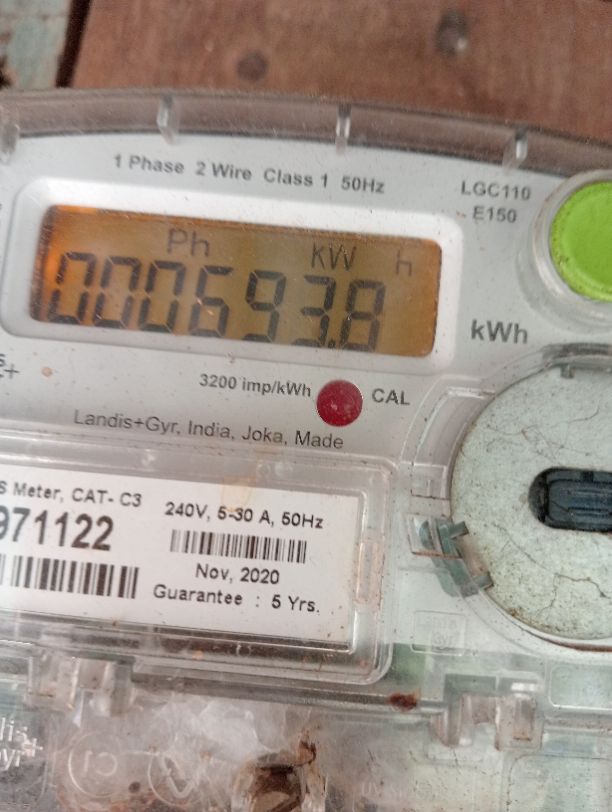 1 Phase 2 Wire Class 1 50Hz
LGC110
E150
Ph kW h
000693.8
kWh
3200 imp/kWh
CAL
Landis+Gyr, India, Joka, Made
S Meter, CAT- C3
971122
240V, 5-30 A, 50Hz
Nov, 2020
Guarantee : 5 Yrs.